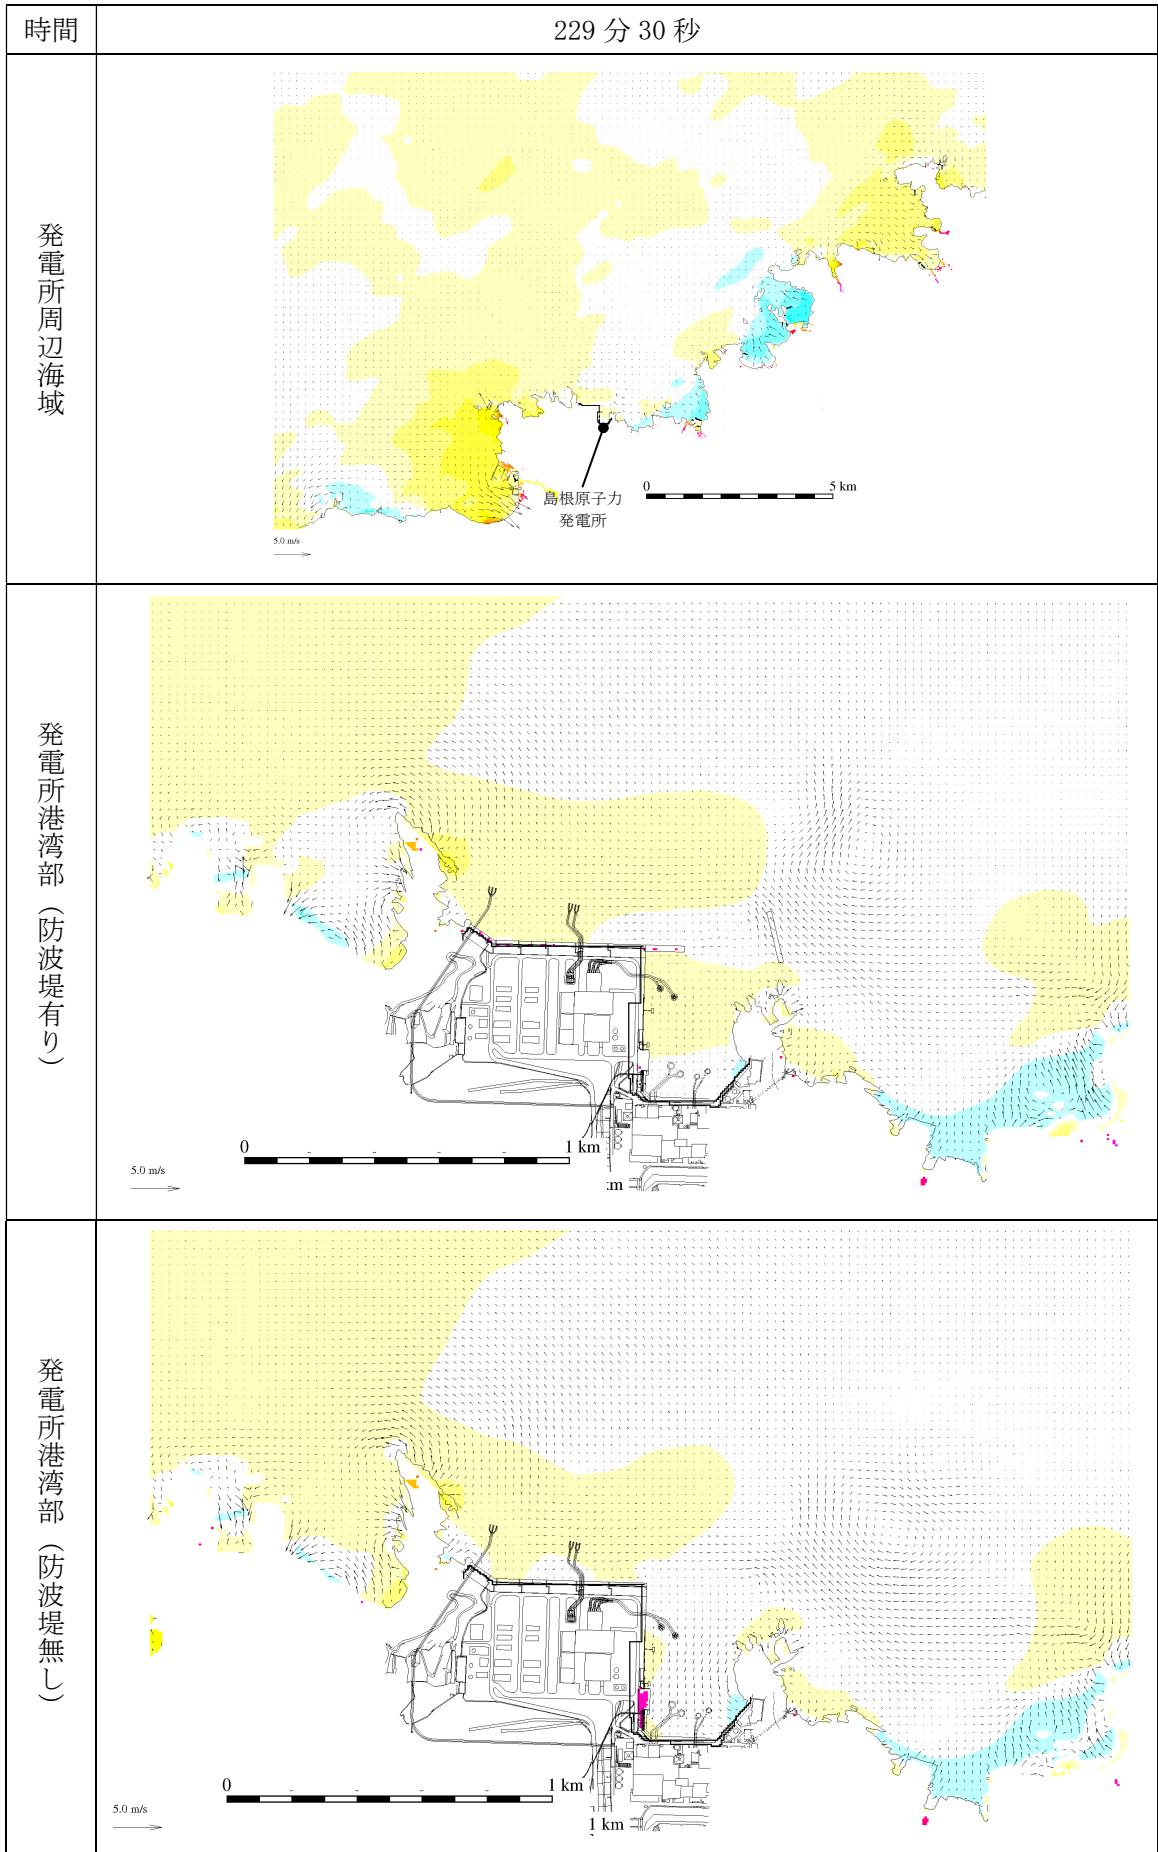 時間
229 分 30 秒
発電所周辺海域
島根原子力
発電所
0
5 km
5.0 m/s
発電所港湾部（防波堤有り）
0
1 km
5.0 m/s
:m
発電所港湾部（防波堤無し）
0
1 km
5.0 m/s
1 km